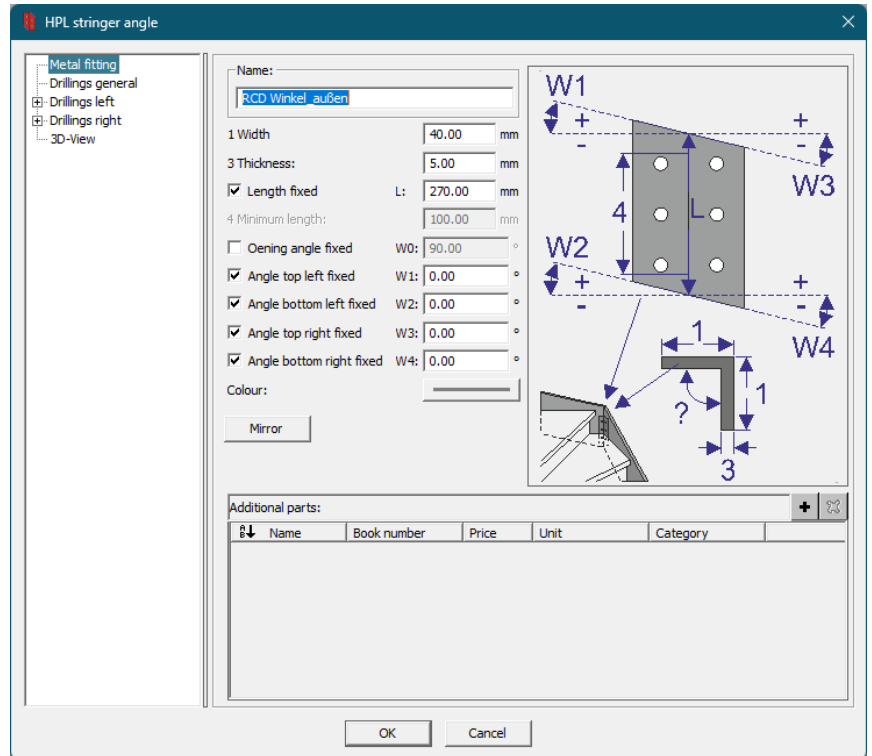 HPL stringer angle
Metal fitting
Drillings general
Drillings left
Drillings right
3D-View
Name:
RCD Winkel_außen
1 Width 40.00 mm
3 Thickness: 5.00 mm
Length fixed L: 270.00 mm
4 Minimum length: 100.00 mm
Oening angle fixed W0: 90.00 °
Angle top left fixed W1: 0.00 °
Angle bottom left fixed W2: 0.00 °
Angle top right fixed W3: 0.00 °
Angle bottom right fixed W4: 0.00 °
Colour:
Mirror
W1
+ +
- -
W3
4 L
W2
+ +
- -
W4
1
1
?
3
Additional parts:
Name Book number Price Unit Category
OK Cancel